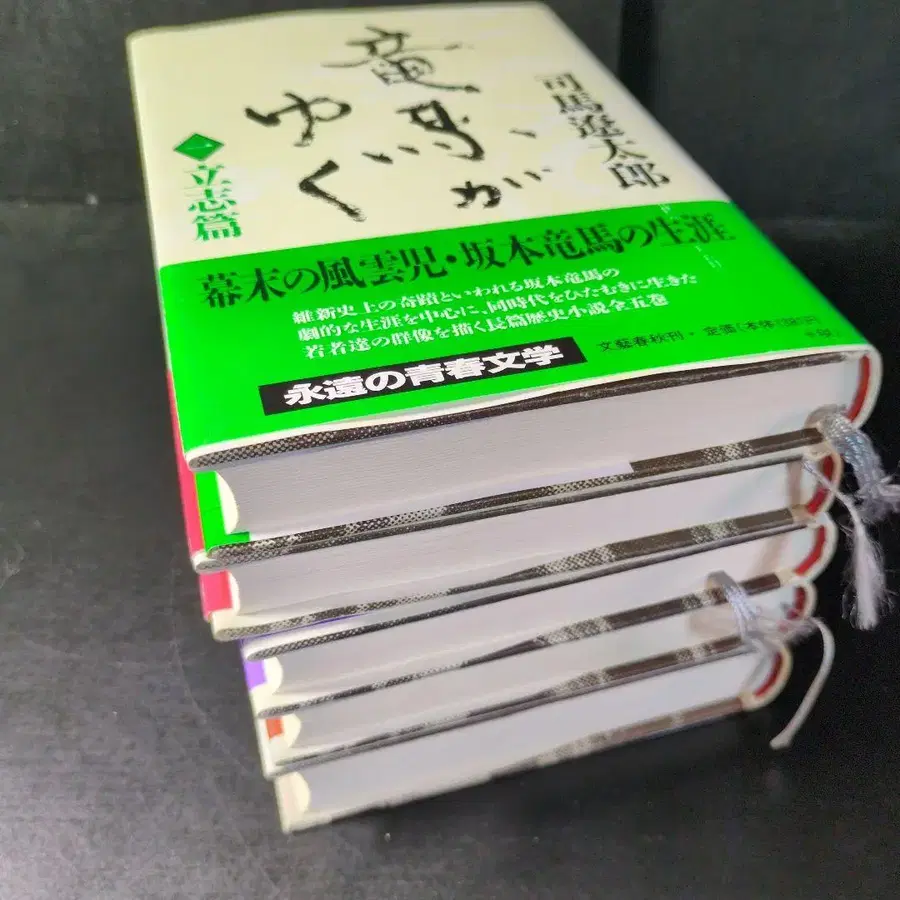 司馬遼太郎
竜馬が
ゆく
一
立志篇
幕末の風雲児・坂本竜馬の生涯
維新史上の奇蹟といわれる坂本竜馬の
劇的な生涯を中心に、同時代をひたむきに生きた
若者達の群像を描く長篇歴史小説全五巻
永遠の青春文学
文藝春秋刊・定価(本体